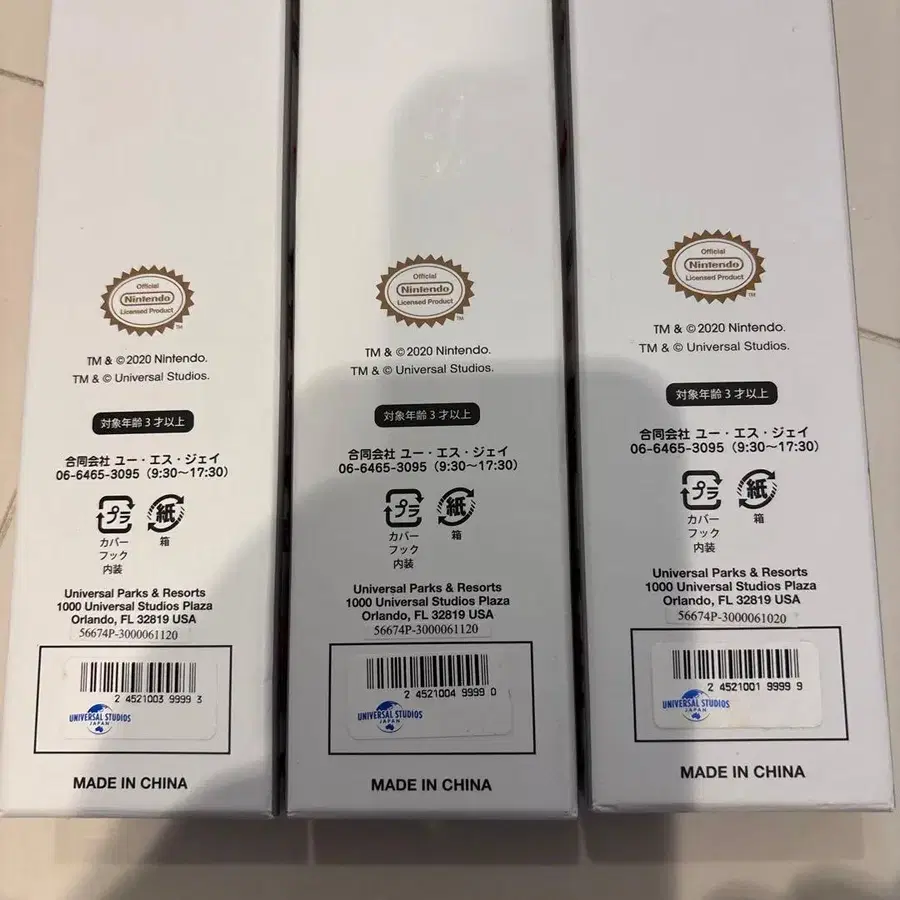 Official
Nintendo
Licensed Product
TM
TM & © 2020 Nintendo.
TM & © Universal Studios.
対象年齢 3 才以上
合同会社 ユー・エス・ジェイ
06-6465-3095（9:30〜17:30）
プラ 紙
カバー 箱
フック
内装
Universal Parks & Resorts
1000 Universal Studios Plaza
Orlando, FL 32819 USA
56674P-3000061120
2 4521003 9999 3
UNIVERSAL STUDIOS
JAPAN
MADE IN CHINA
Official
Nintendo
Licensed Product
TM
TM & © 2020 Nintendo.
TM & © Universal Studios.
対象年齢 3 才以上
合同会社 ユー・エス・ジェイ
06-6465-3095（9:30〜17:30）
プラ 紙
カバー 箱
フック
内装
Universal Parks & Resorts
1000 Universal Studios Plaza
Orlando, FL 32819 USA
56674P-3000061120
2 4521004 9999 0
UNIVERSAL STUDIOS
JAPAN
MADE IN CHINA
Official
Nintendo
Licensed Product
TM
TM & © 2020 Nintendo.
TM & © Universal Studios.
対象年齢 3 才以上
合同会社 ユー・エス・ジェイ
06-6465-3095（9:30〜17:30）
プラ 紙
カバー 箱
フック
内装
Universal Parks & Resorts
1000 Universal Studios Plaza
Orlando, FL 32819 USA
56674P-3000061020
2 4521001 9999 9
UNIVERSAL STUDIOS
JAPAN
MADE IN CHINA